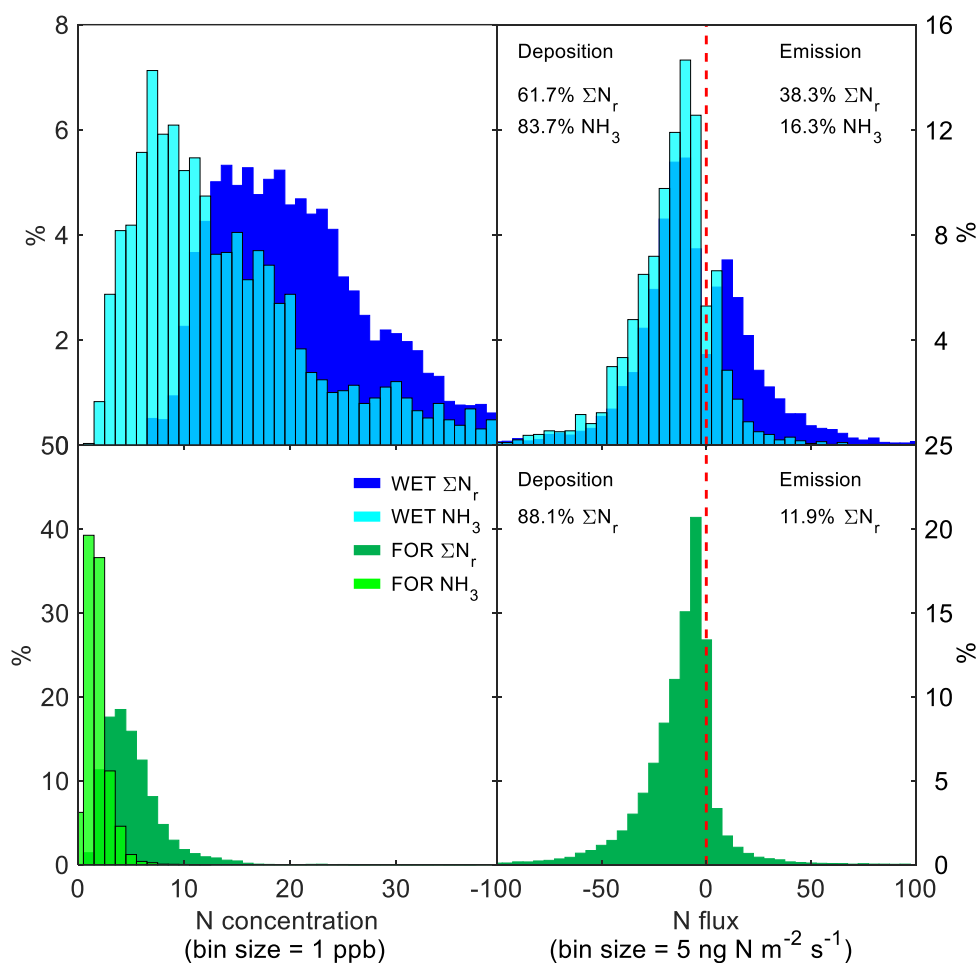 8
6
4
2
%
16
12
8
4
%
Deposition
61.7% ΣNr
83.7% NH3
Emission
38.3% ΣNr
16.3% NH3
50
40
30
20
10
0
%
WET ΣNr
WET NH3
FOR ΣNr
FOR NH3
25
20
15
10
5
0
%
Deposition
88.1% ΣNr
Emission
11.9% ΣNr
0 10 20 30
-100 -50 0 50 100
N concentration
(bin size = 1 ppb)
N flux
(bin size = 5 ng N m-2 s-1)